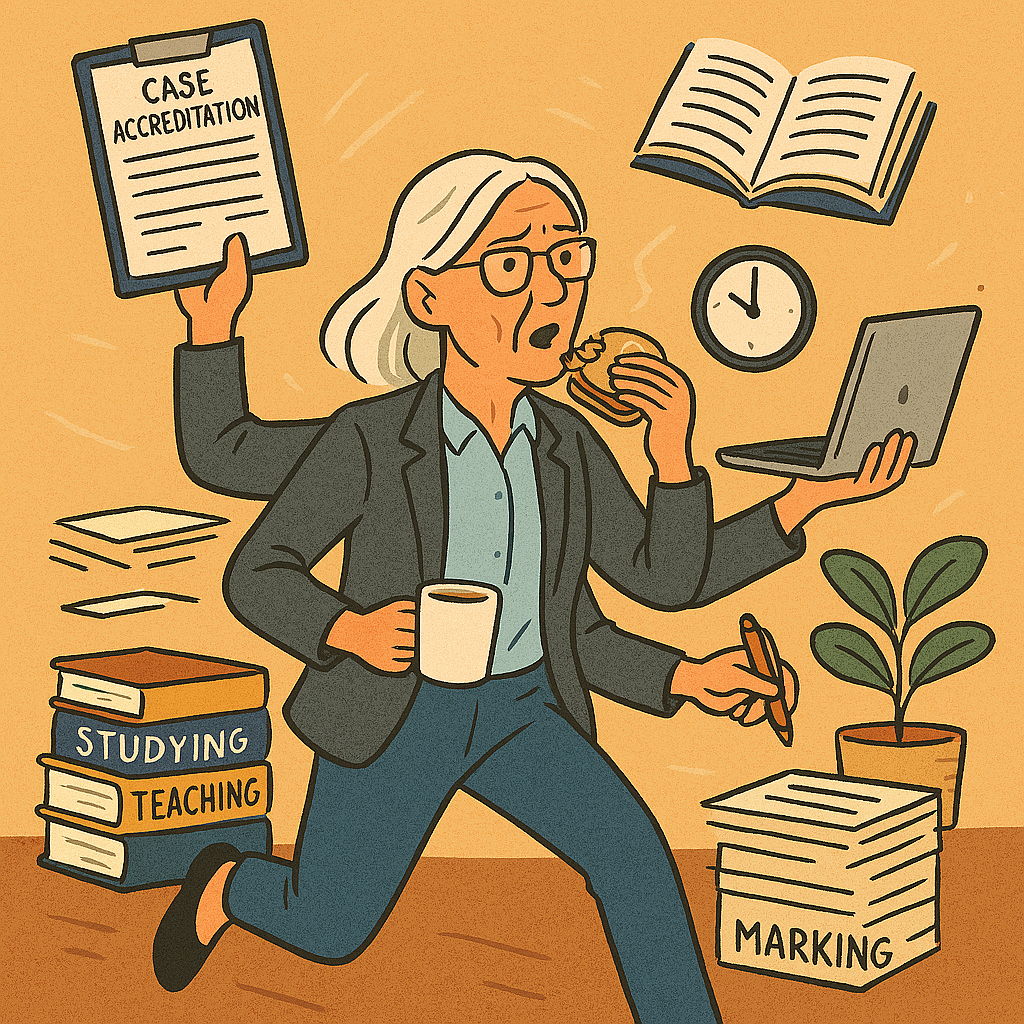 CASE
ACCREDITATION
STUDYING
TEACHING
MARKING